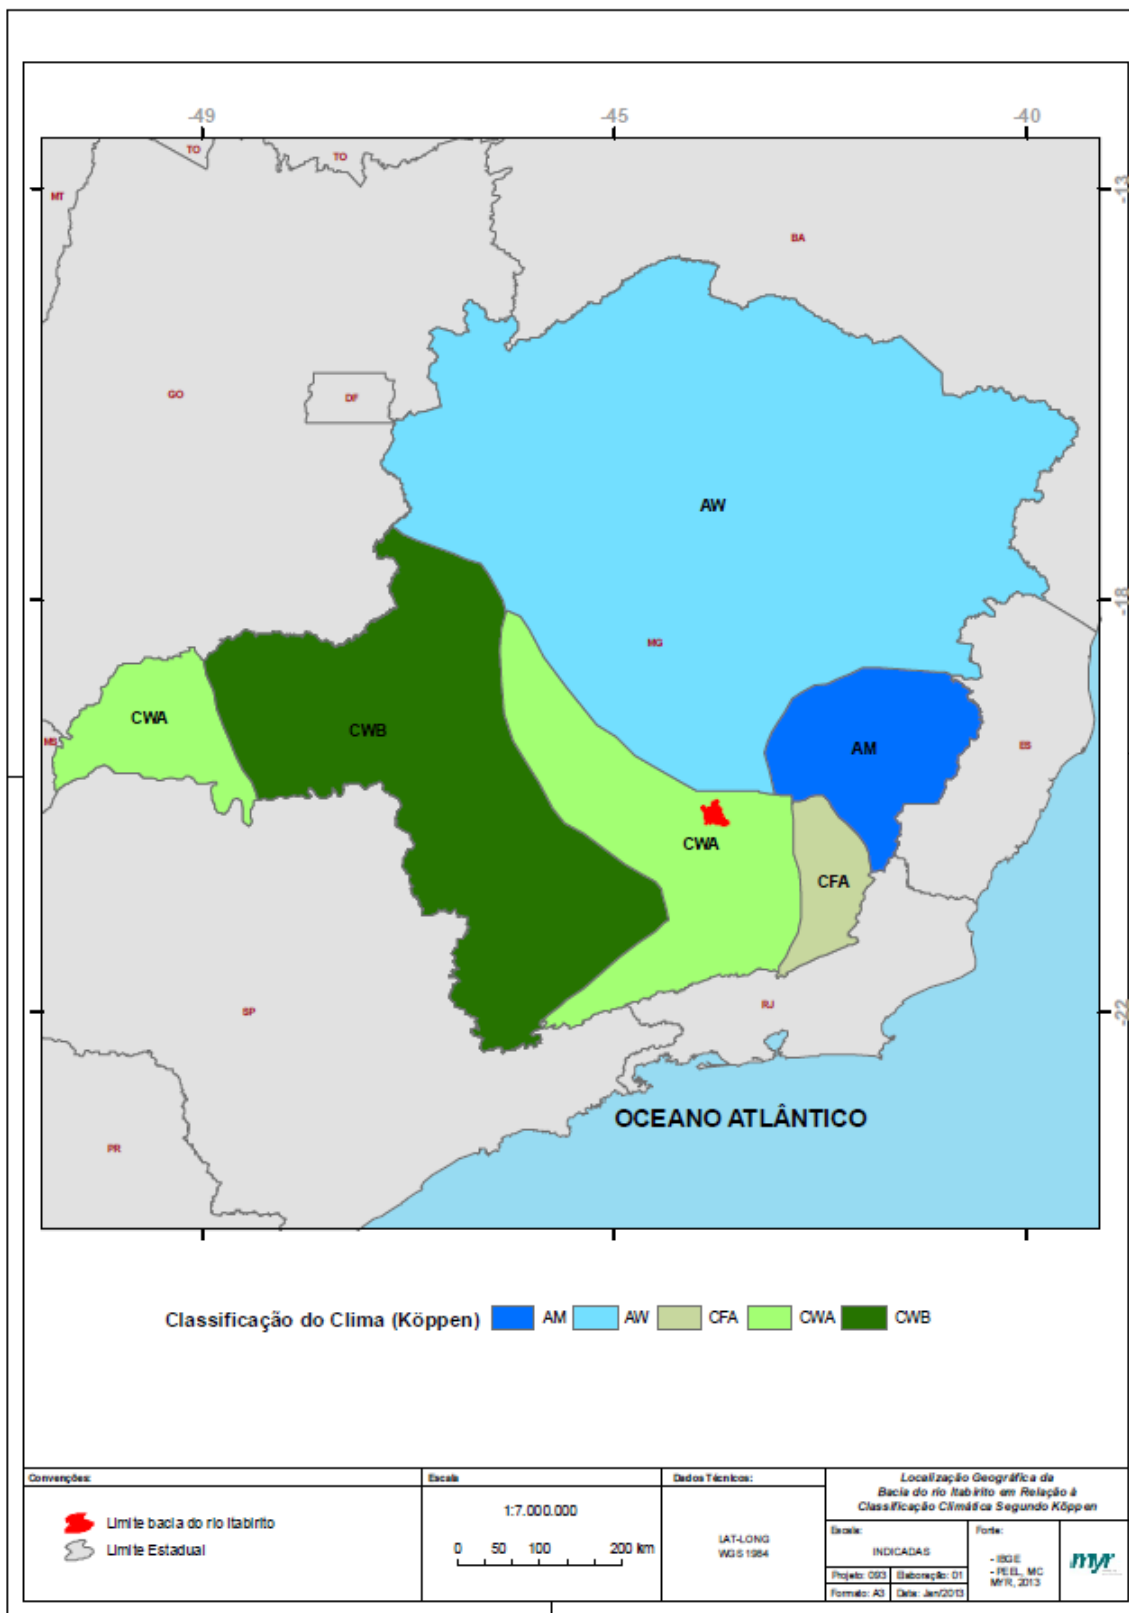 -49 -45 -40
TO TO
-13
MT
BA
GO DF
AW
-18
MG
CWA
CWB
MS
AM
ES
CWA
CFA
SP
RJ
-22
OCEANO ATLÂNTICO
PR
Classificação do Clima (Köppen) AM AW CFA CWA CWB
Convenções:
Limite bacia do rio Itabirito
Limite Estadual
Escala
1:7.000.000
0 50 100 200 km
Dados Técnicos:
LAT-LONG
WGS 1984
Localização Geográfica da
Bacia do rio Itabirito em Relação à
Classificação Climática Segundo Köppen
Escala:
INDICADAS
Projeto: 093 Elaboração: 01
Formato: A3 Data: Jan/2013
Fonte:
- IBGE
- PEEL, MC
MYR, 2013
myr